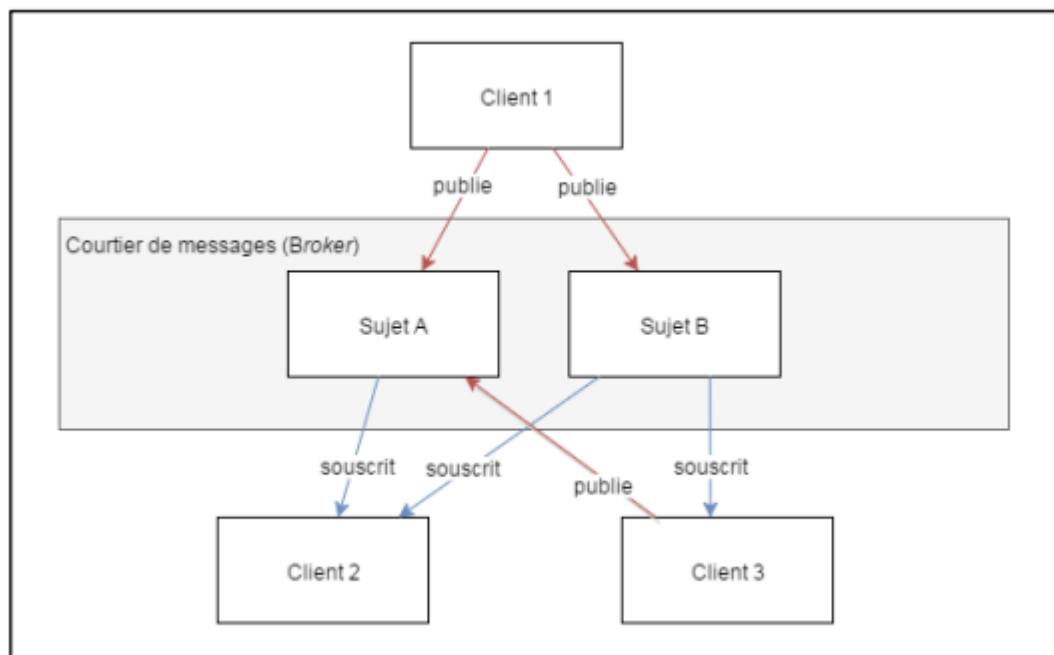 Client 1
publie
publie
Courtier de messages (Broker)
Sujet A
Sujet B
souscrit
souscrit
publie
souscrit
Client 2
Client 3